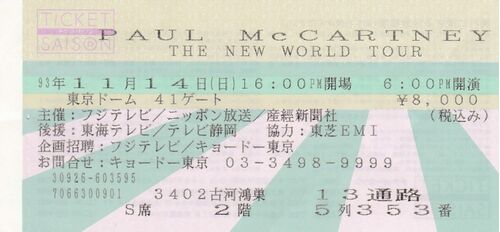 TICKET
SAISON
PAUL McCARTNEY
THE NEW WORLD TOUR
93年11月14日(日)16:00PM開場 6:00PM開演
東京ドーム 41ゲート ¥8,000
主催:フジテレビ/ニッポン放送/産經新聞社 (税込み)
後援:東海テレビ/テレビ静岡 協力:東芝EMI
企画招聘:フジテレビ/キョードー東京
お問合せ:キョードー東京 03-3498-9999
30926-603595
7066300901 3402古河鴻巣 13通路
S席 2階 5列353番